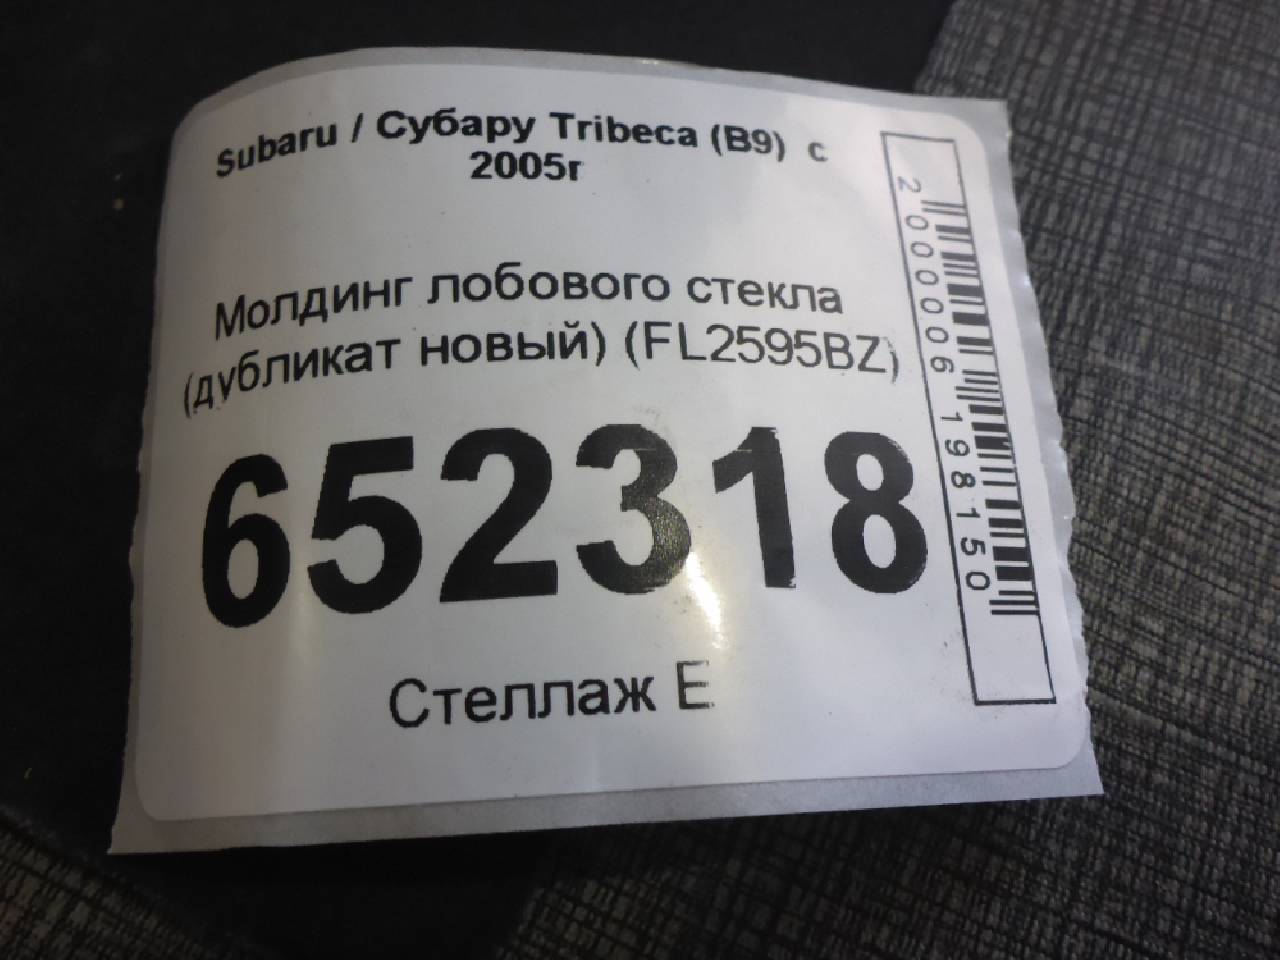 Subaru / Субару Tribeca (B9) с
2005г
Молдинг лобового стекла
(дубликат новый) (FL2595BZ)
652318
Стеллаж E
2000006198150